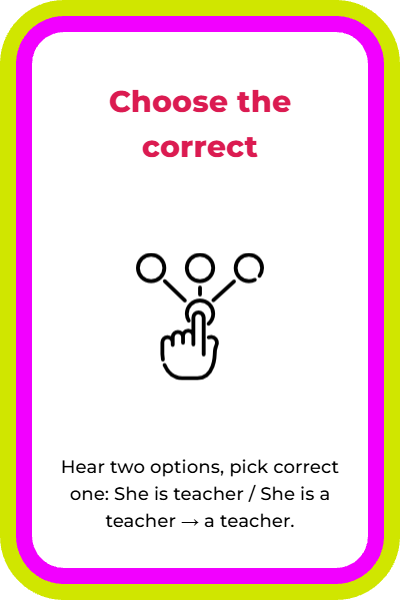 Choose the
correct
Hear two options, pick correct
one: She is teacher / She is a
teacher → a teacher.